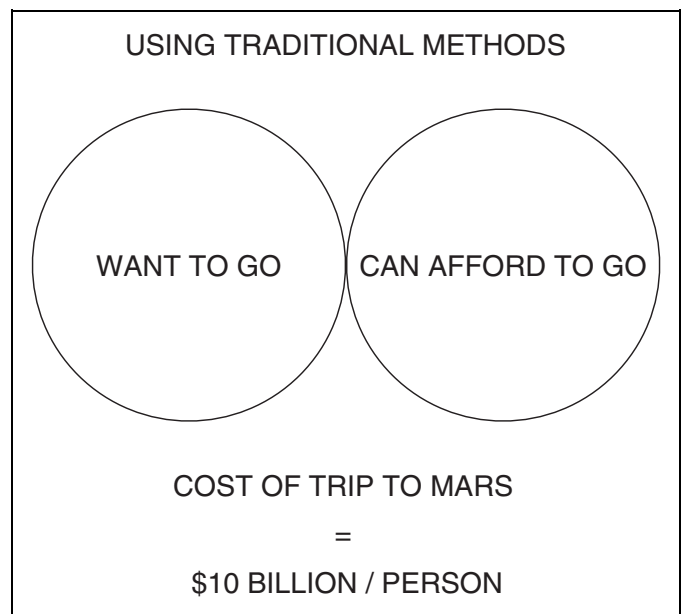 USING TRADITIONAL METHODS
WANT TO GO
CAN AFFORD TO GO
COST OF TRIP TO MARS
=
$10 BILLION / PERSON